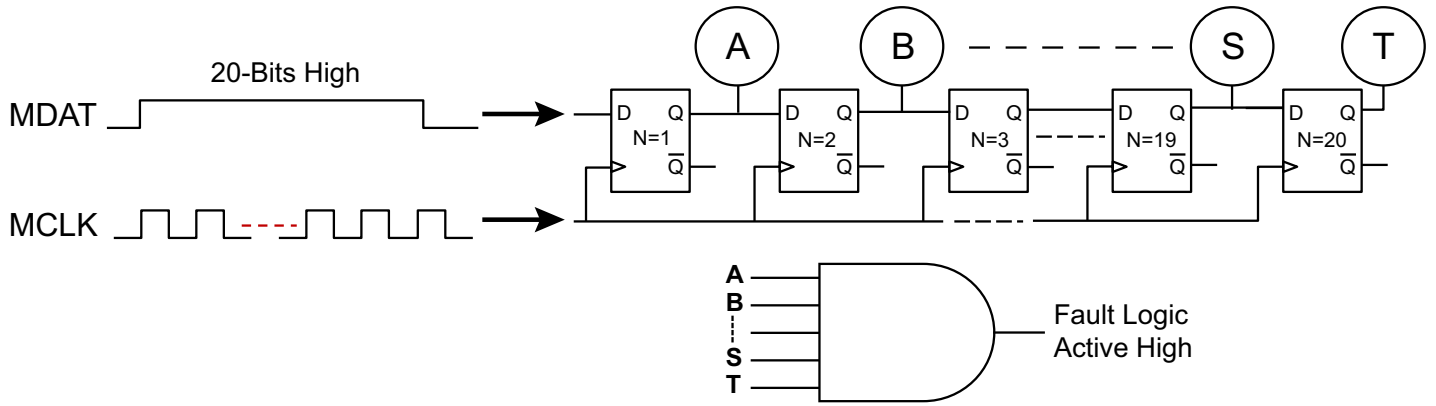 20-Bits High
MDAT
MCLK
A
B
S
T
D Q
N=1
Q
D Q
N=2
Q
D Q
N=3
Q
D Q
N=19
Q
D Q
N=20
Q
A
B
S
T
Fault Logic
Active High